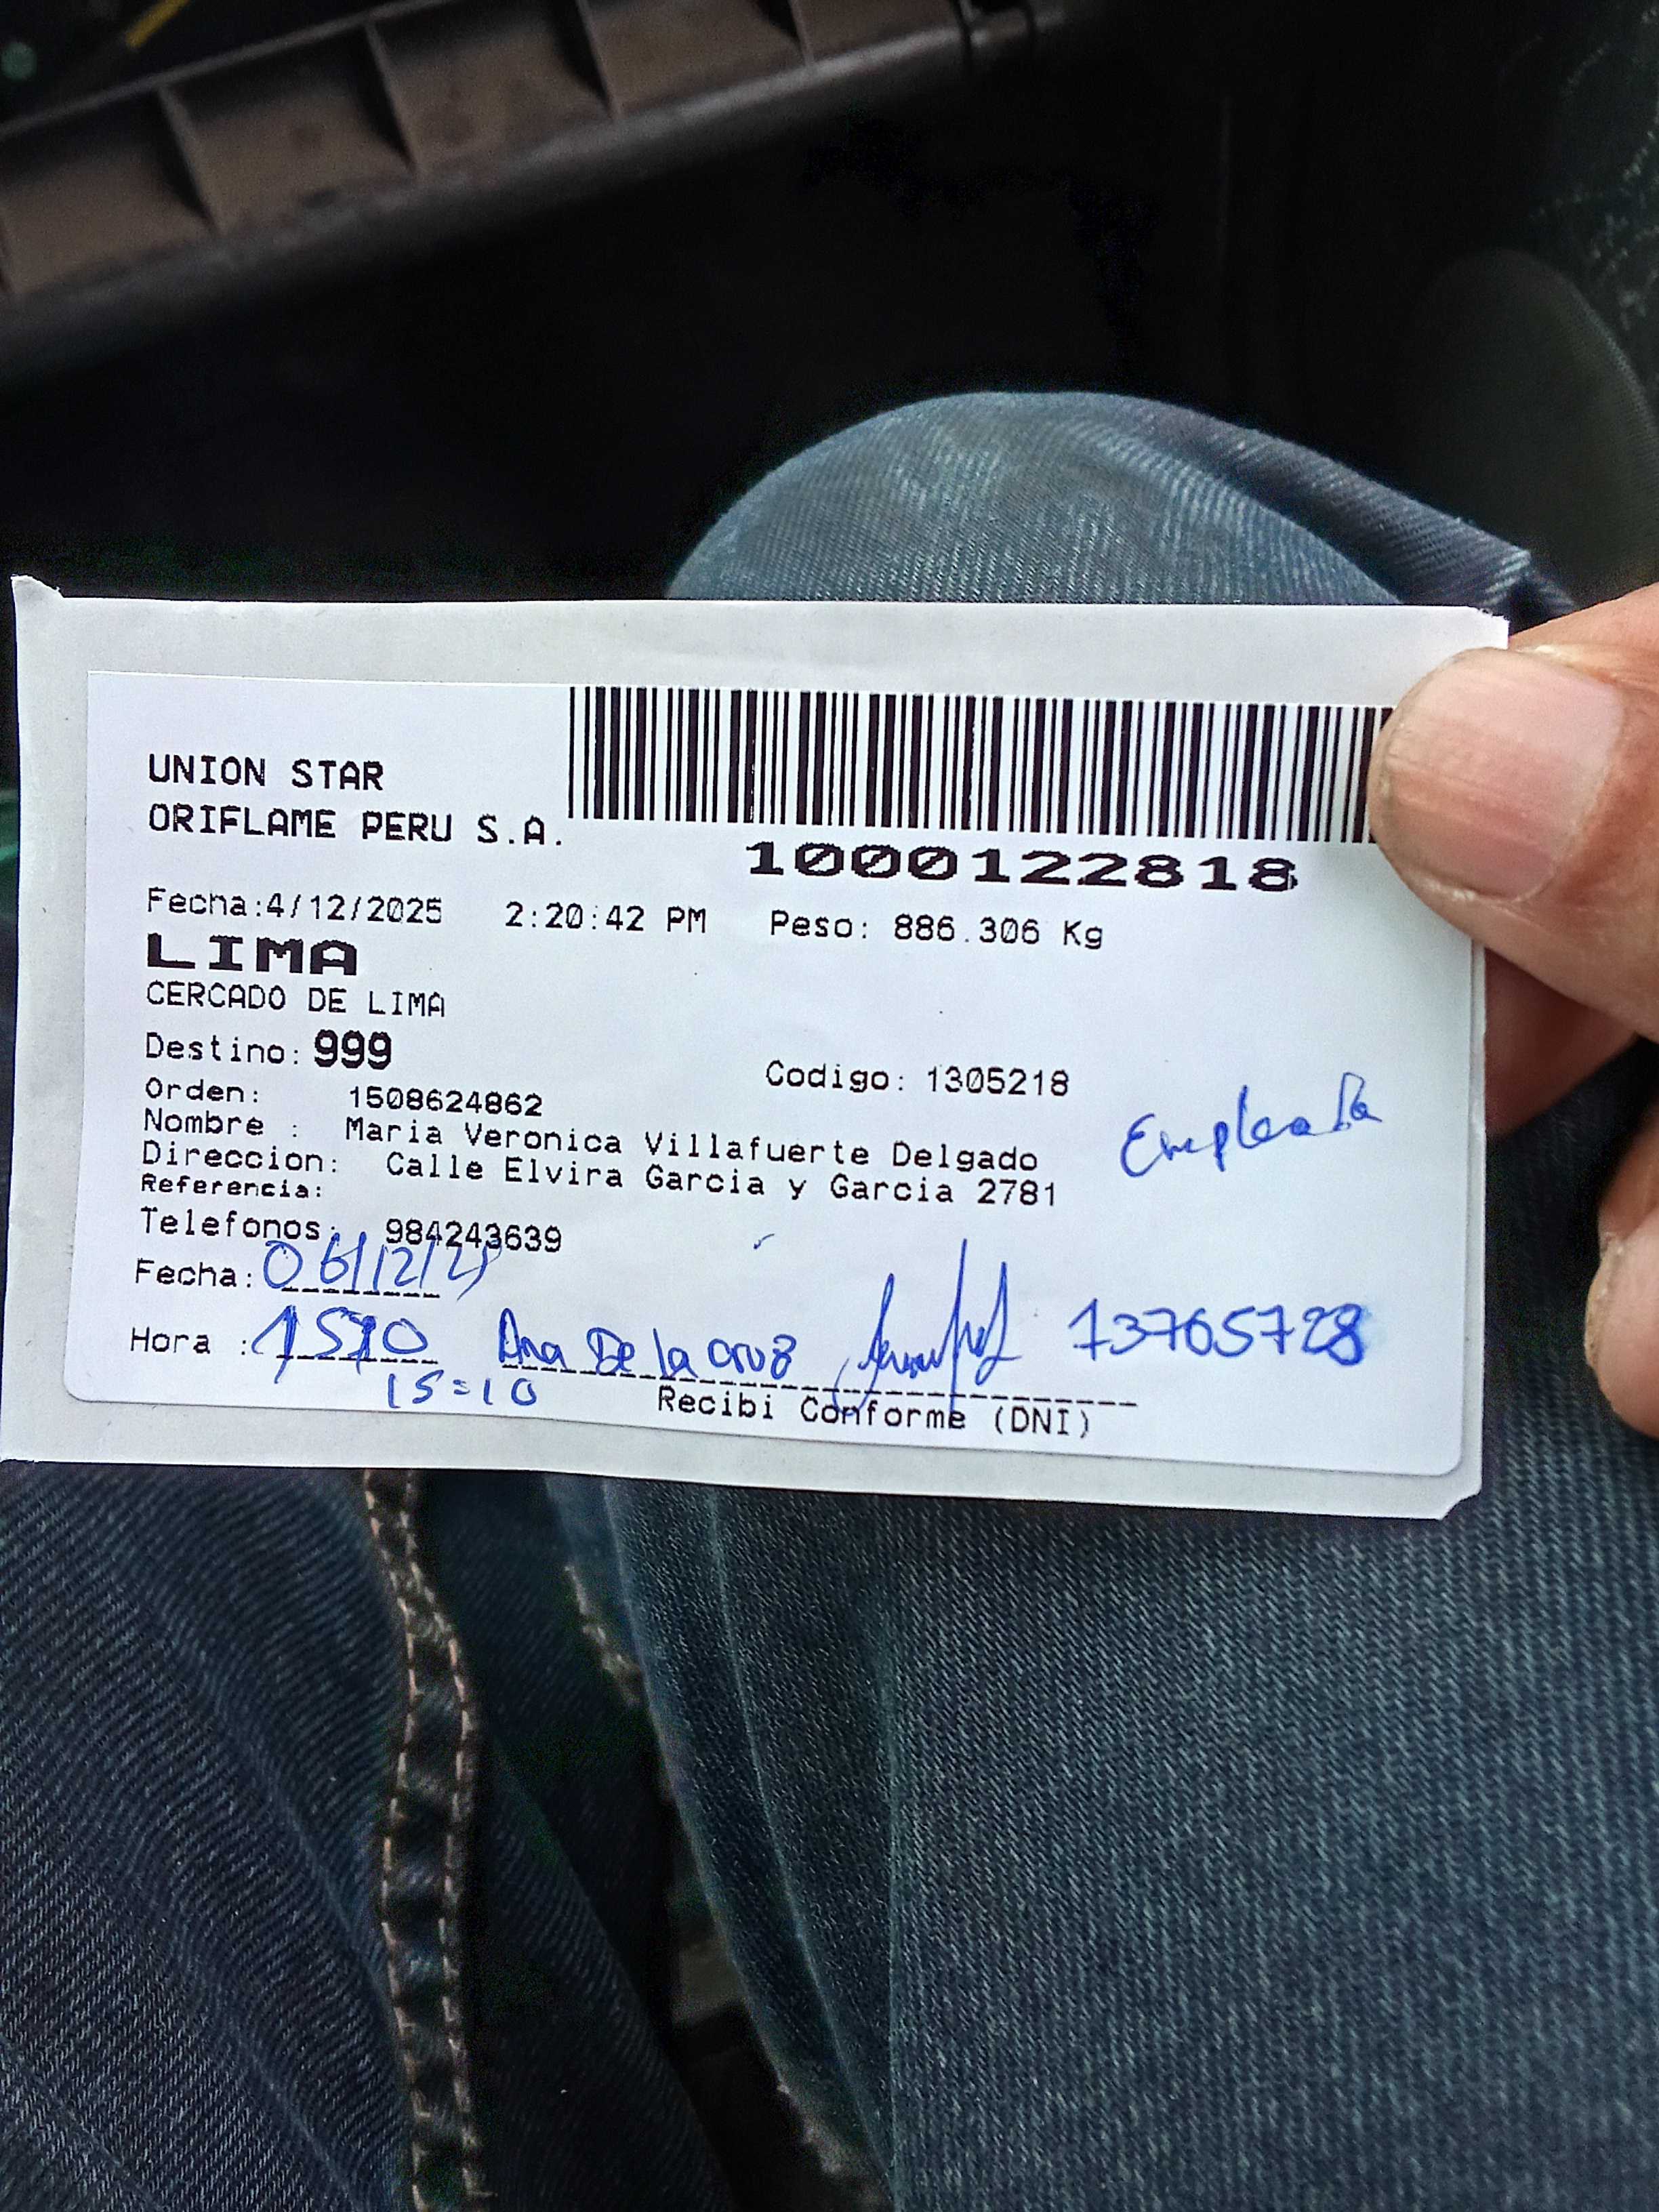 UNION STAR
ORIFLAME PERU S.A.
1000122818
Fecha:4/12/2025 2:20:42 PM Peso: 886.306 Kg
LIMA
CERCADO DE LIMA
Destino: 999
Codigo: 1305218
Orden: 1508624862
Nombre : Maria Veronica Villafuerte Delgado
Empleada
Direccion: Calle Elvira Garcia y Garcia 2781
Referencia:
Telefonos: 984243639
Fecha: 06/12/25
Hora : 1510 Ana De la cruz 73765728
15=10
Recibi Conforme (DNI)